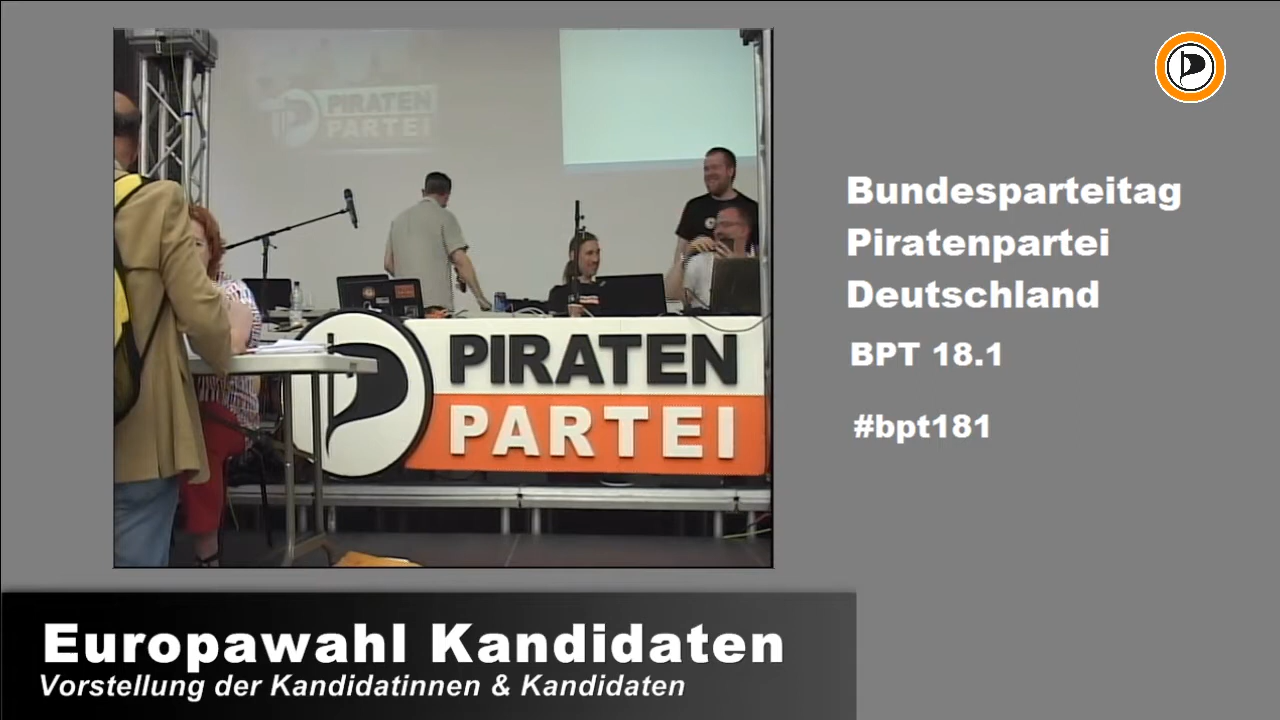 PIRATEN
PARTEI
PIRATEN
PARTEI
Bundesparteitag
Piratenpartei
Deutschland
BPT 18.1
#bpt181
Europawahl Kandidaten
Vorstellung der Kandidatinnen & Kandidaten